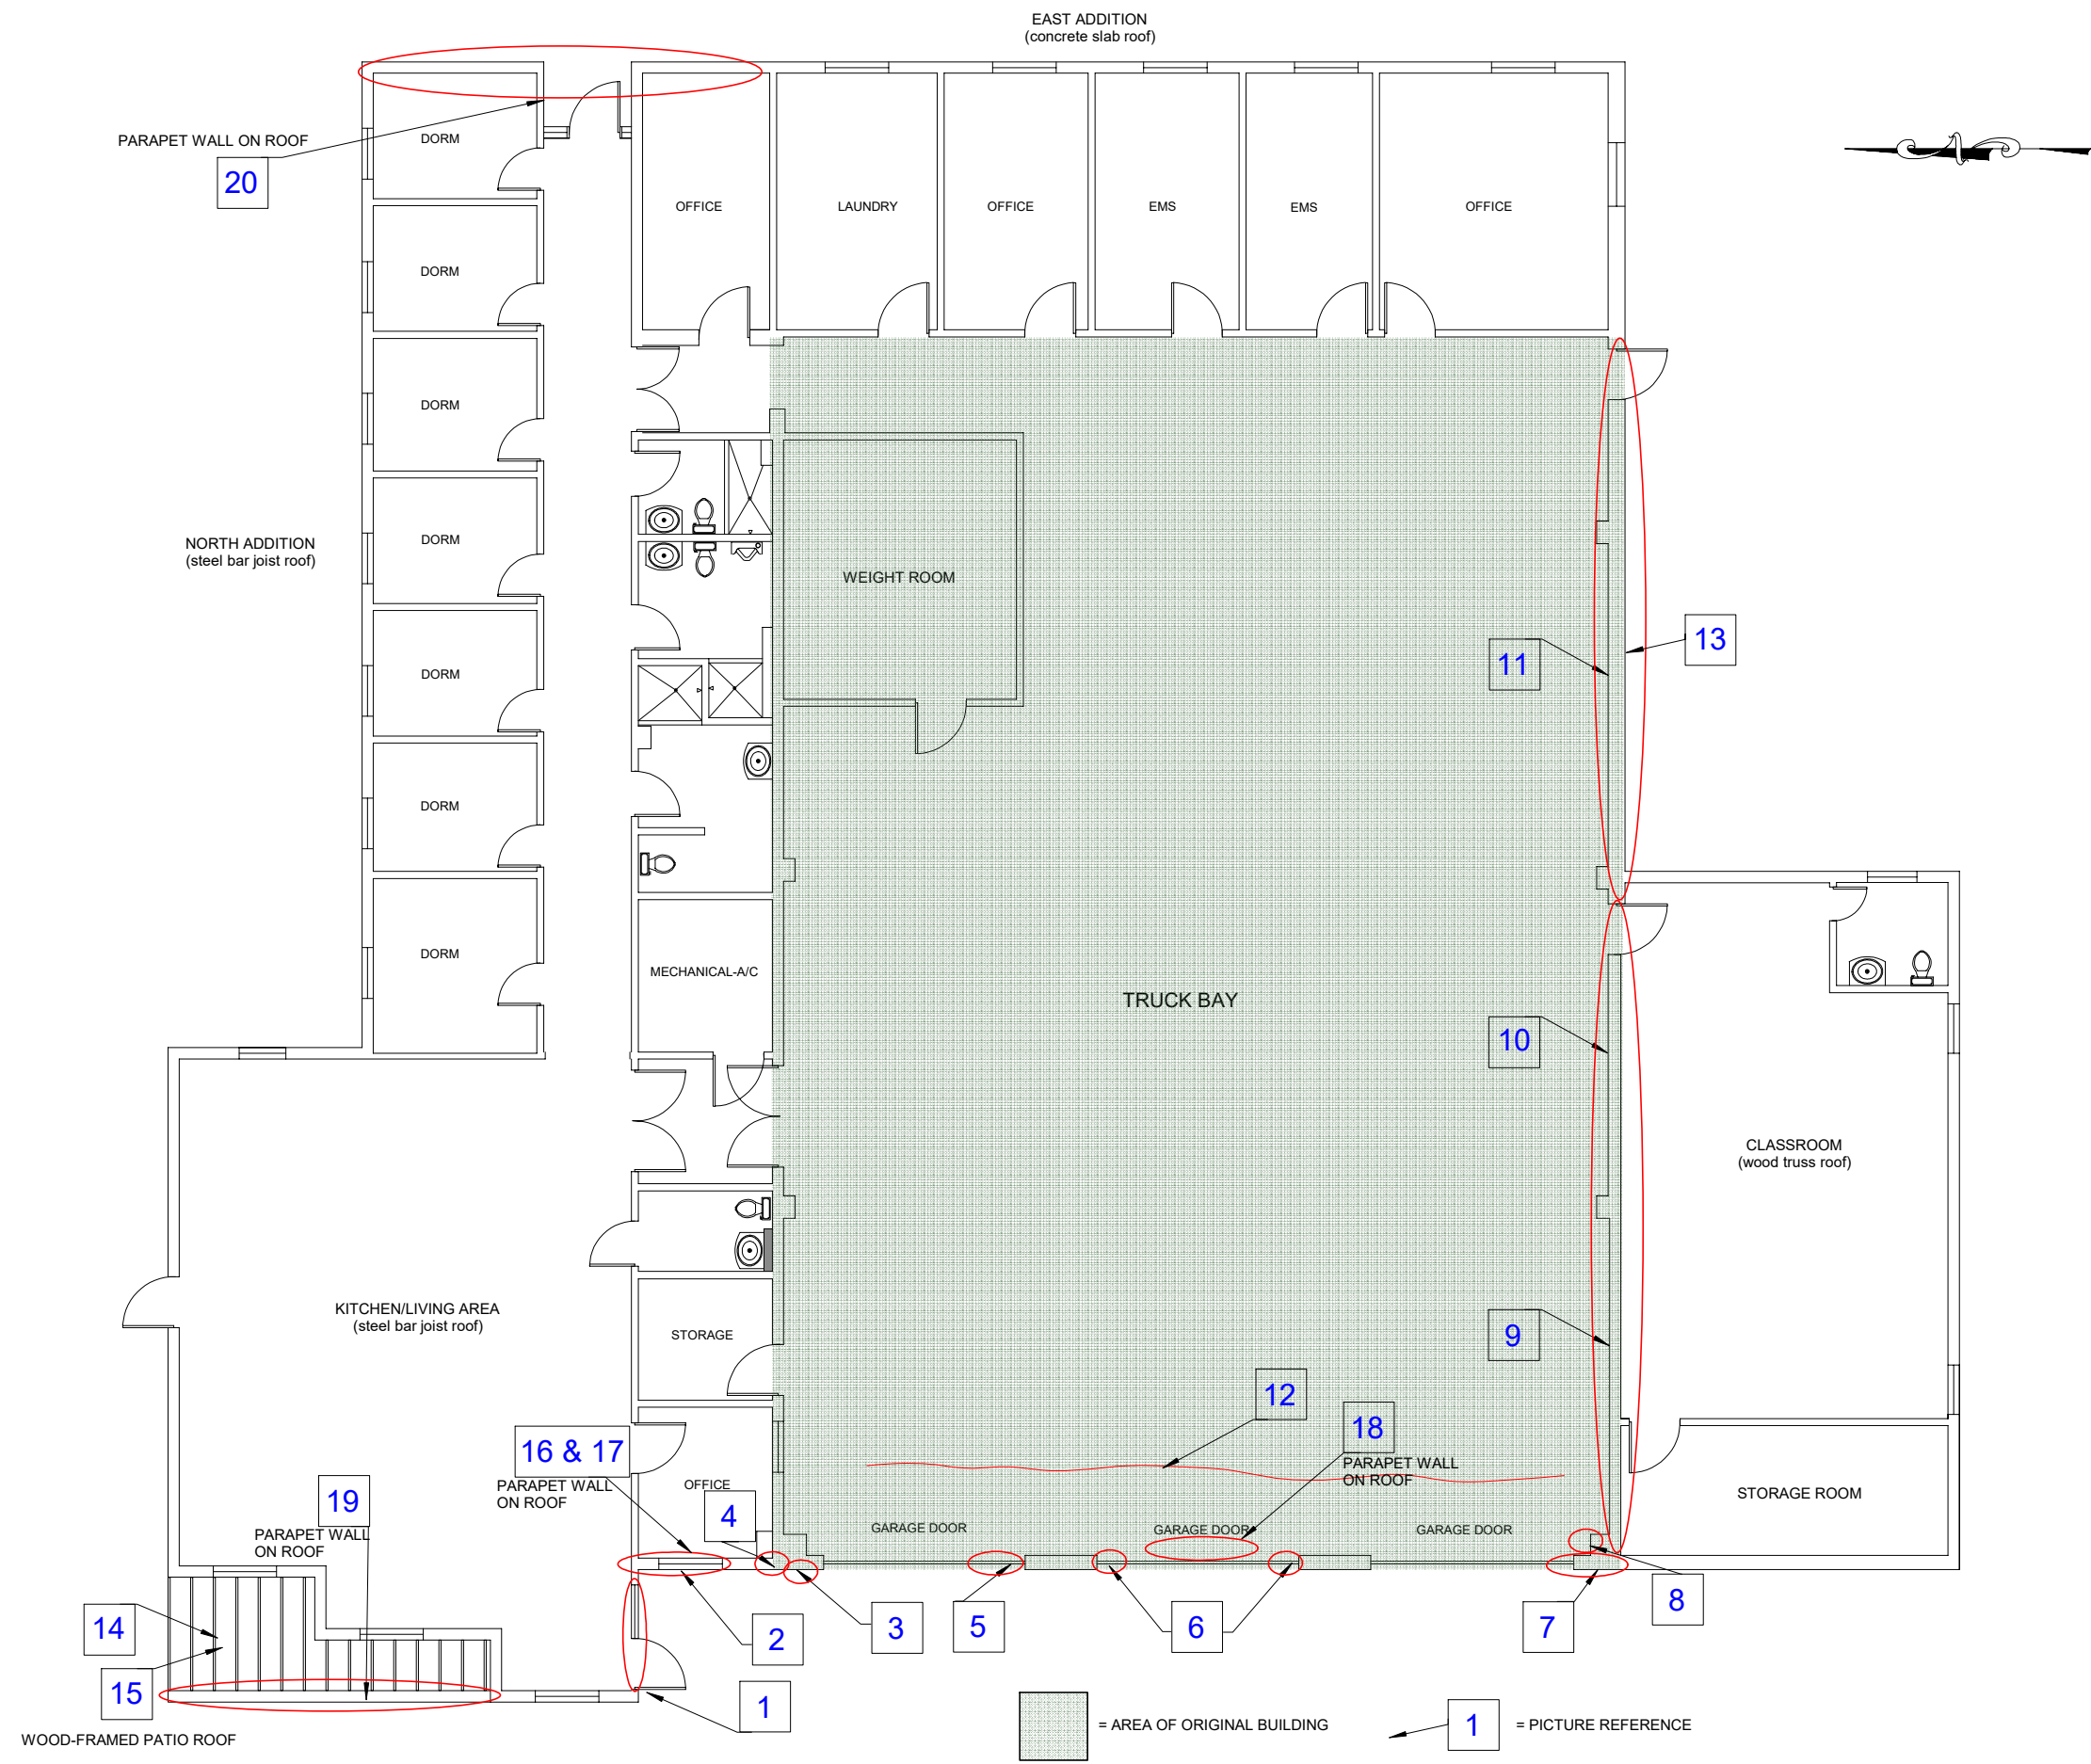 EAST ADDITION
(concrete slab roof)
PARAPET WALL ON ROOF
20
DORM
OFFICE
LAUNDRY
OFFICE
EMS
EMS
OFFICE
DORM
DORM
NORTH ADDITION
(steel bar joist roof)
DORM
WEIGHT ROOM
11
13
DORM
DORM
DORM
MECHANICAL-A/C
TRUCK BAY
10
CLASSROOM
(wood truss roof)
KITCHEN/LIVING AREA
(steel bar joist roof)
STORAGE
9
12
18
PARAPET WALL
ON ROOF
16 & 17
PARAPET WALL
ON ROOF
OFFICE
19
PARAPET WALL
ON ROOF
4
GARAGE DOOR
GARAGE DOOR
GARAGE DOOR
STORAGE ROOM
14
15
2
3
5
6
7
8
1
WOOD-FRAMED PATIO ROOF
= AREA OF ORIGINAL BUILDING
1
= PICTURE REFERENCE